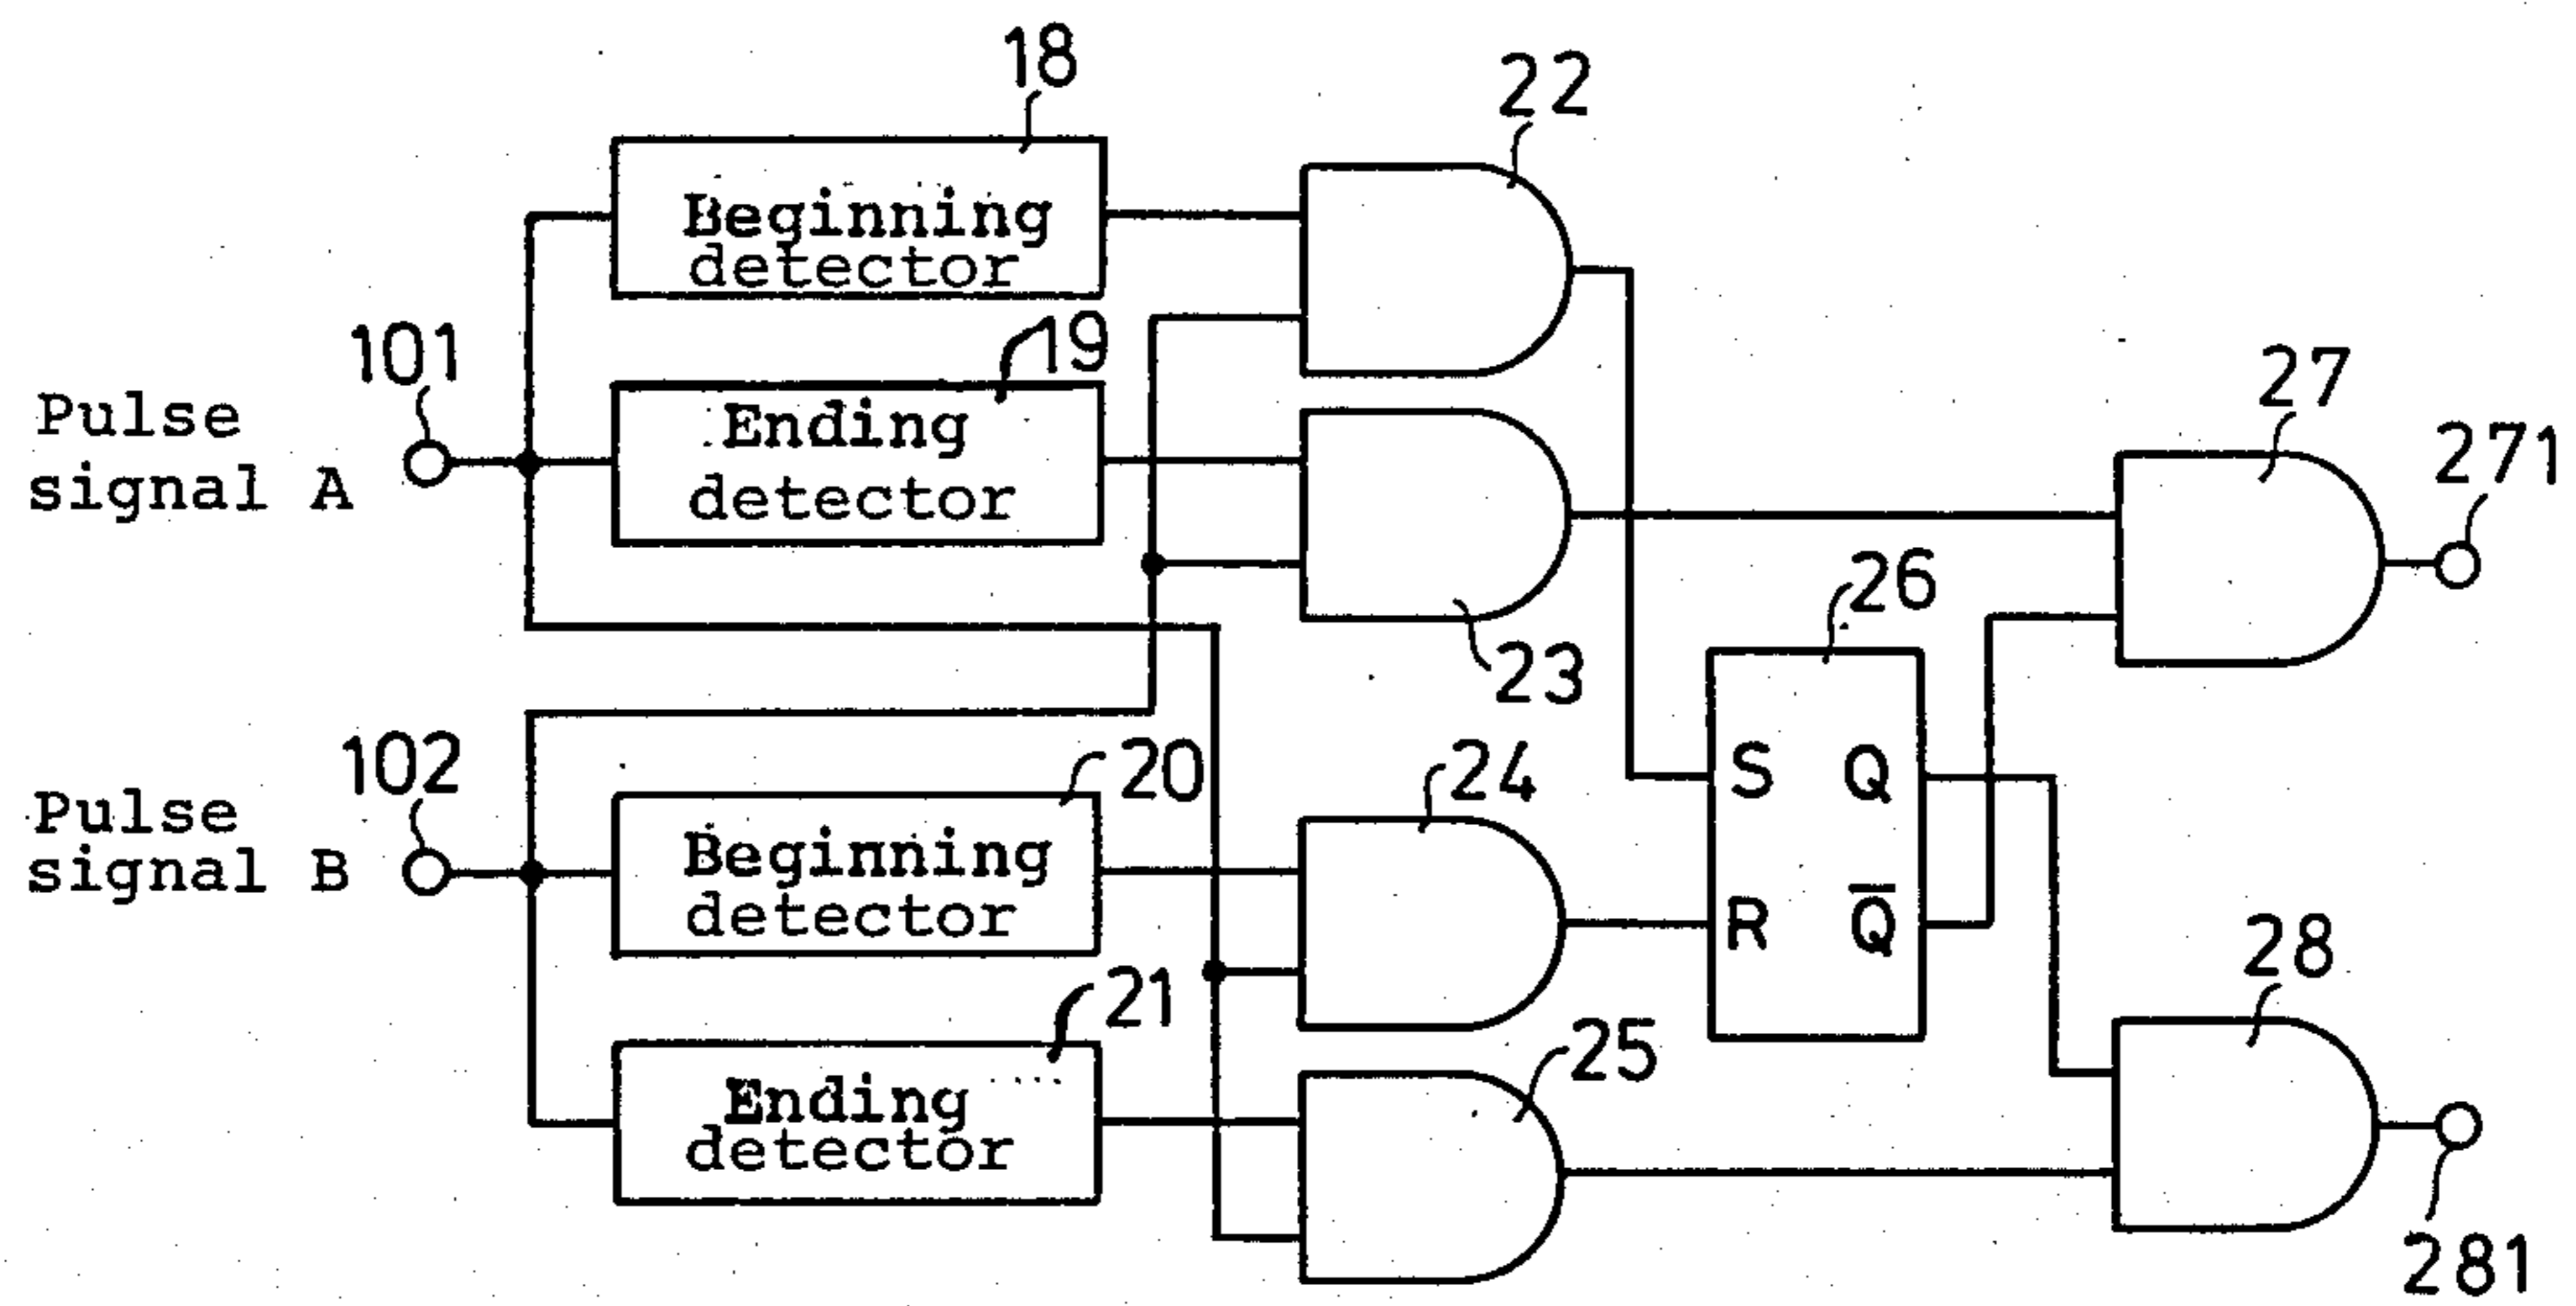 18
22
Beginning
detector
101
19
27
271
Pulse
signal A
Ending
detector
26
23
102
20
24
S Q
Pulse
signal B
Beginning
detector
R Q̅
28
21
25
Ending
detector
281